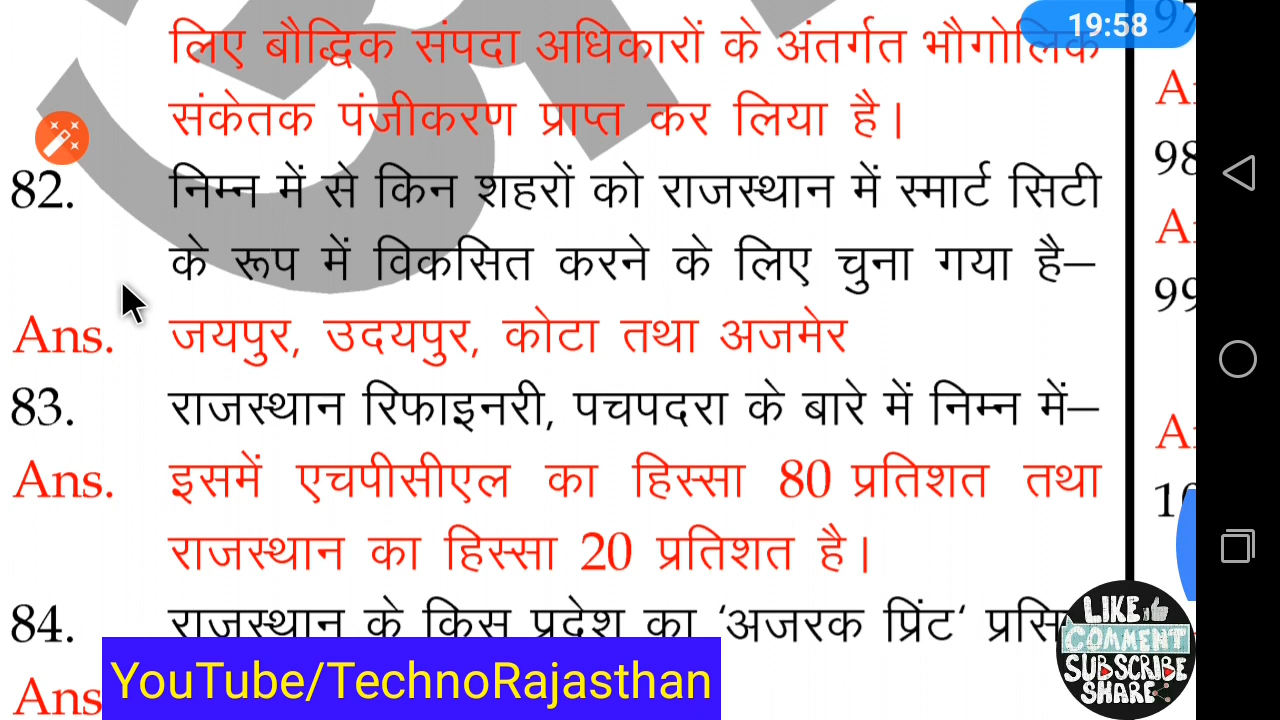 लिए बौद्धिक संपदा अधिकारों के अंतर्गत भौगोलिक
19:58
संकेतक पंजीकरण प्राप्त कर लिया है।
82. निम्न में से किन शहरों को राजस्थान में स्मार्ट सिटी
के रूप में विकसित करने के लिए चुना गया है–
Ans. जयपुर, उदयपुर, कोटा तथा अजमेर
83. राजस्थान रिफाइनरी, पचपदरा के बारे में निम्न में–
Ans. इसमें एचपीसीएल का हिस्सा 80 प्रतिशत तथा
राजस्थान का हिस्सा 20 प्रतिशत है।
84. राजस्थान के किस प्रदेश का ‘अजरक प्रिंट‘
Ans
YouTube/TechnoRajasthan
98
99
LIKE
COMMENT
SUBSCRIBE
SHARE